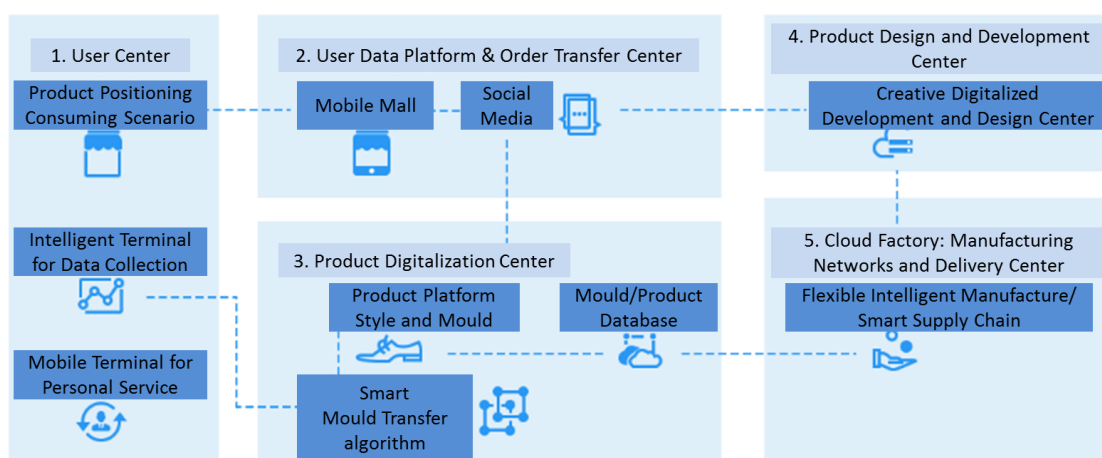 1. User Center
Product Positioning
Consuming Scenario
Intelligent Terminal
for Data Collection
Mobile Terminal for
Personal Service
2. User Data Platform & Order Transfer Center
Mobile Mall
Social
Media
3. Product Digitalization Center
Product Platform
Style and Mould
Mould/Product
Database
Smart
Mould Transfer
algorithm
4. Product Design and Development
Center
Creative Digitalized
Development and Design Center
5. Cloud Factory: Manufacturing
Networks and Delivery Center
Flexible Intelligent Manufacture/
Smart Supply Chain